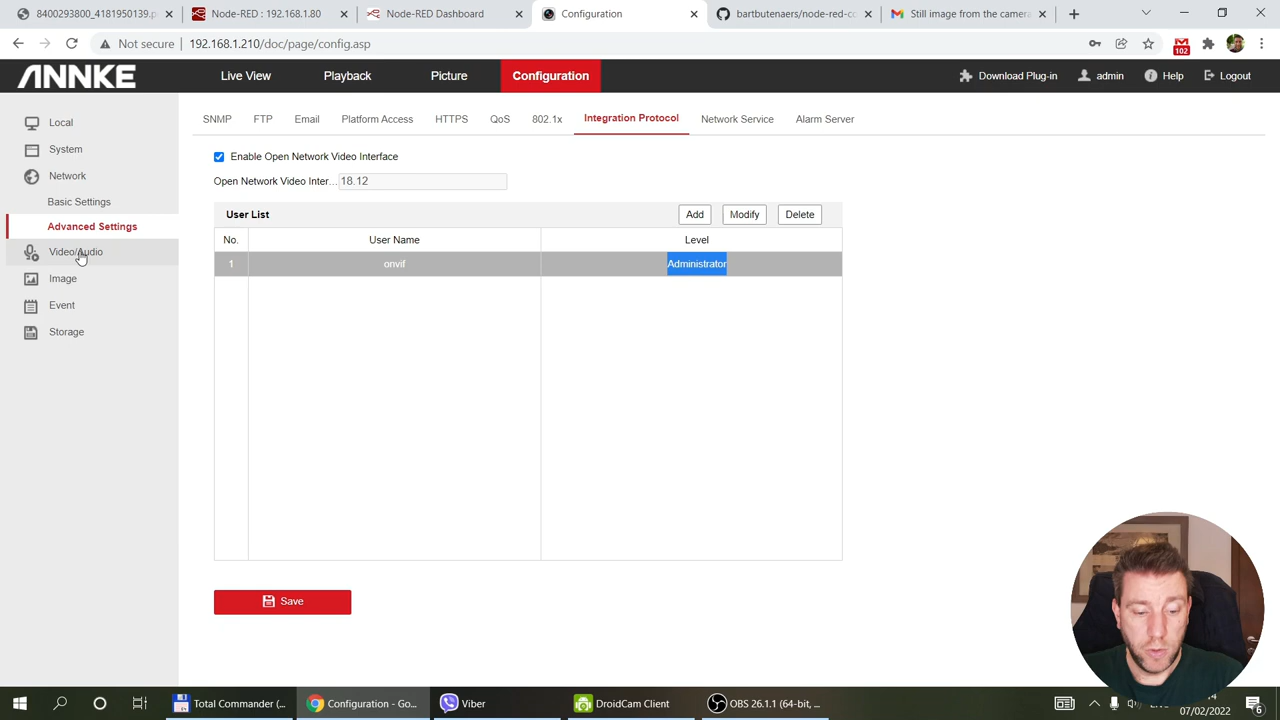 8400293800_4181950139.p
Node-RED : 192.168.1.80
Node-RED Dashboard
Configuration
bartbutenaers/node-red-co
Still image from the camera
Not secure
192.168.1.210/doc/page/config.asp
102
ANNKE
Live View
Playback
Picture
Configuration
Download Plug-in
admin
Help
Logout
Local
System
Network
Basic Settings
Advanced Settings
Video/Audio
Image
Event
Storage
SNMP
FTP
Email
Platform Access
HTTPS
QoS
802.1x
Integration Protocol
Network Service
Alarm Server
Enable Open Network Video Interface
Open Network Video Inter... 18.12
User List
Add
Modify
Delete
No.
User Name
Level
1
onvif
Administrator
Save
Total Commander (...
Configuration - Go...
Viber
DroidCam Client
OBS 26.1.1 (64-bit, ...
14
07/02/2022
6